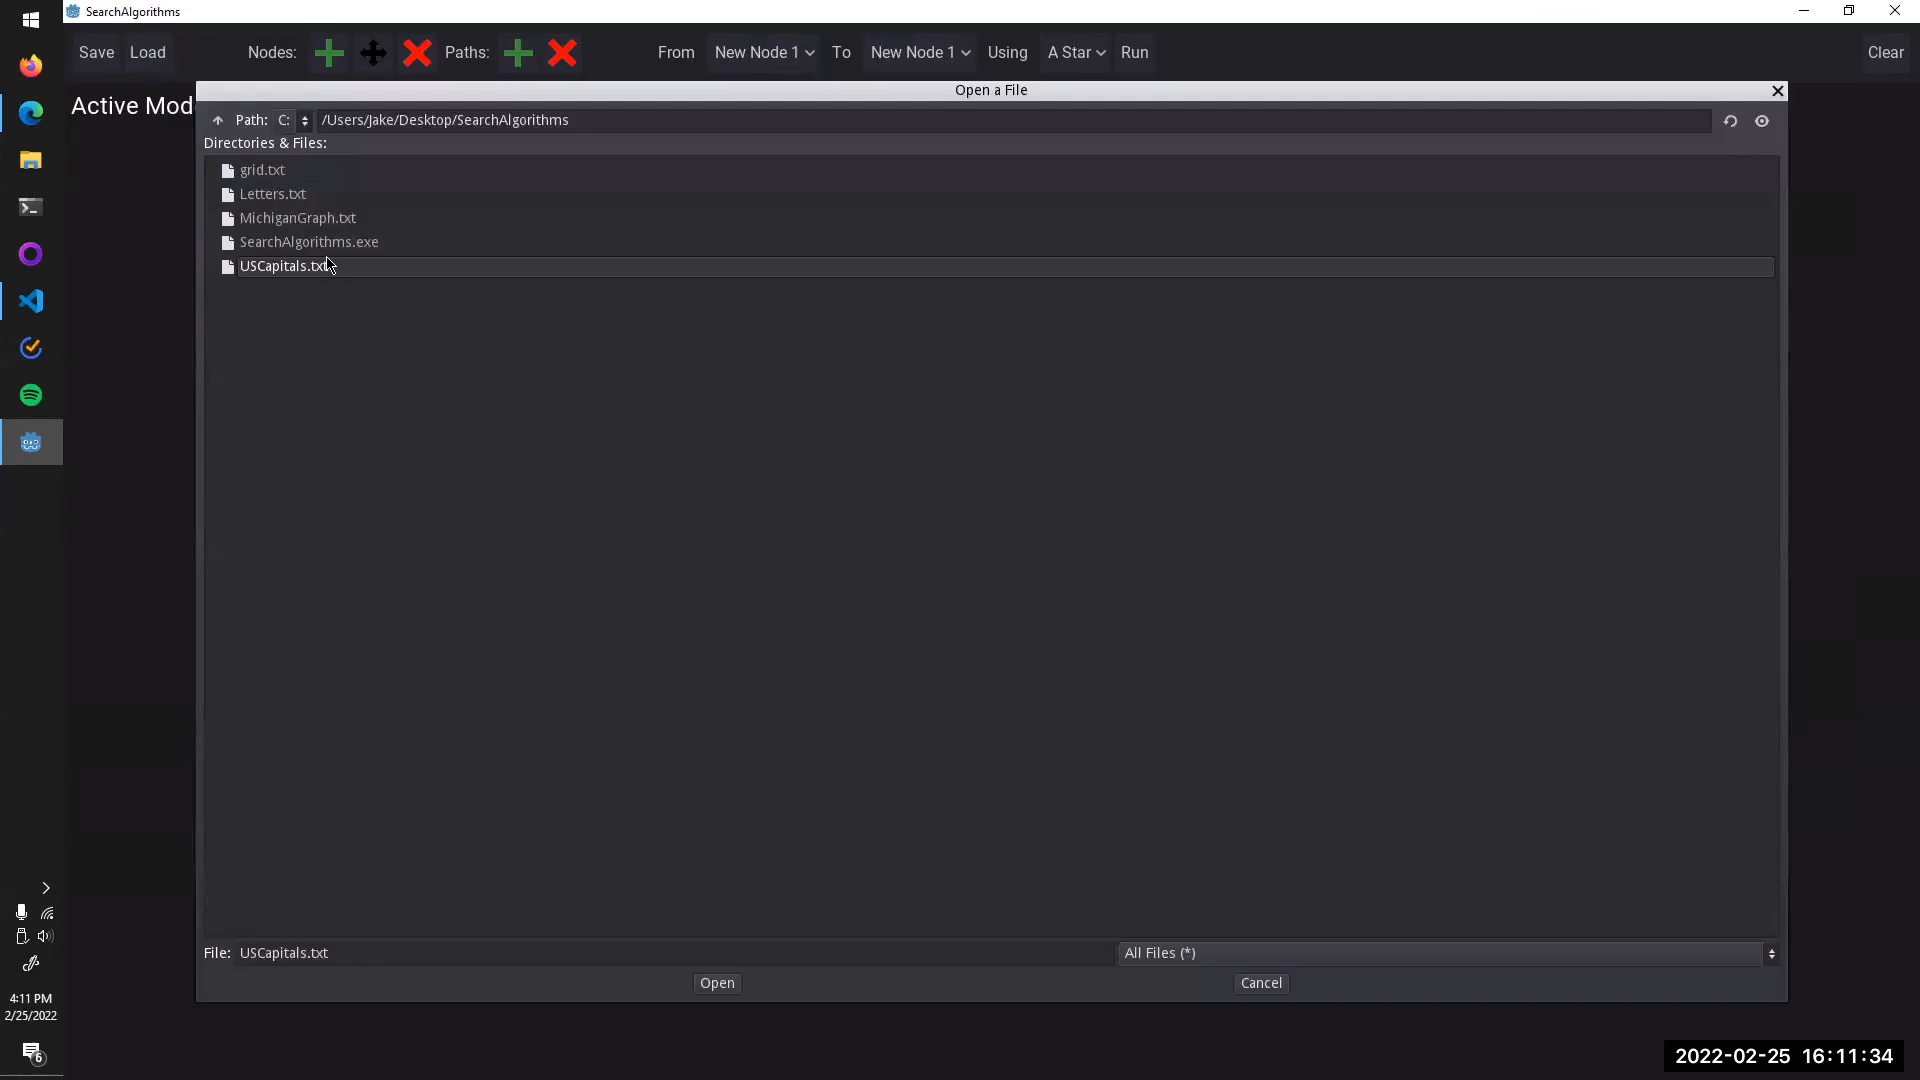 SearchAlgorithms
Save Load Nodes: Paths: From New Node 1 To New Node 1 Using A Star Run Clear
Active Mod
Open a File
Path: C: /Users/Jake/Desktop/SearchAlgorithms
Directories & Files:
grid.txt
Letters.txt
MichiganGraph.txt
SearchAlgorithms.exe
USCapitals.txt
File: USCapitals.txt All Files (*)
Open Cancel
4:11 PM
2/25/2022
6
2022-02-25 16:11:34